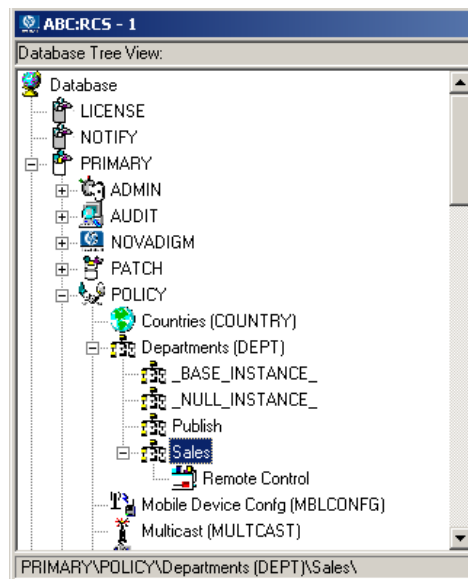 ABC:RCS - 1
Database Tree View:
Database
LICENSE
NOTIFY
PRIMARY
ADMIN
AUDIT
NOVADIGM
PATCH
POLICY
Countries (COUNTRY)
Departments (DEPT)
_BASE_INSTANCE_
_NULL_INSTANCE_
Publish
Sales
Remote Control
Mobile Device Confg (MBLCONFG)
Multicast (MULTCAST)
PRIMARY\POLICY\Departments (DEPT)\Sales\